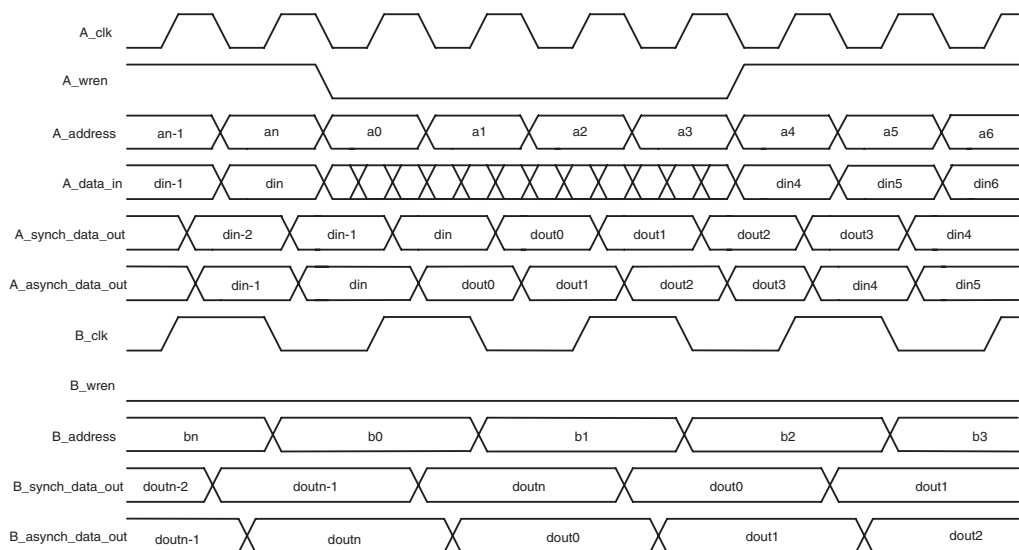 A_clk
A_wren
A_address an-1 an a0 a1 a2 a3 a4 a5 a6
A_data_in din-1 din din4 din5 din6
A_synch_data_out din-2 din-1 din dout0 dout1 dout2 dout3 din4
A_asynch_data_out din-1 din dout0 dout1 dout2 dout3 din4 din5
B_clk
B_wren
B_address bn b0 b1 b2 b3
B_synch_data_out doutn-2 doutn-1 doutn dout0 dout1
B_asynch_data_out doutn-1 doutn dout0 dout1 dout2